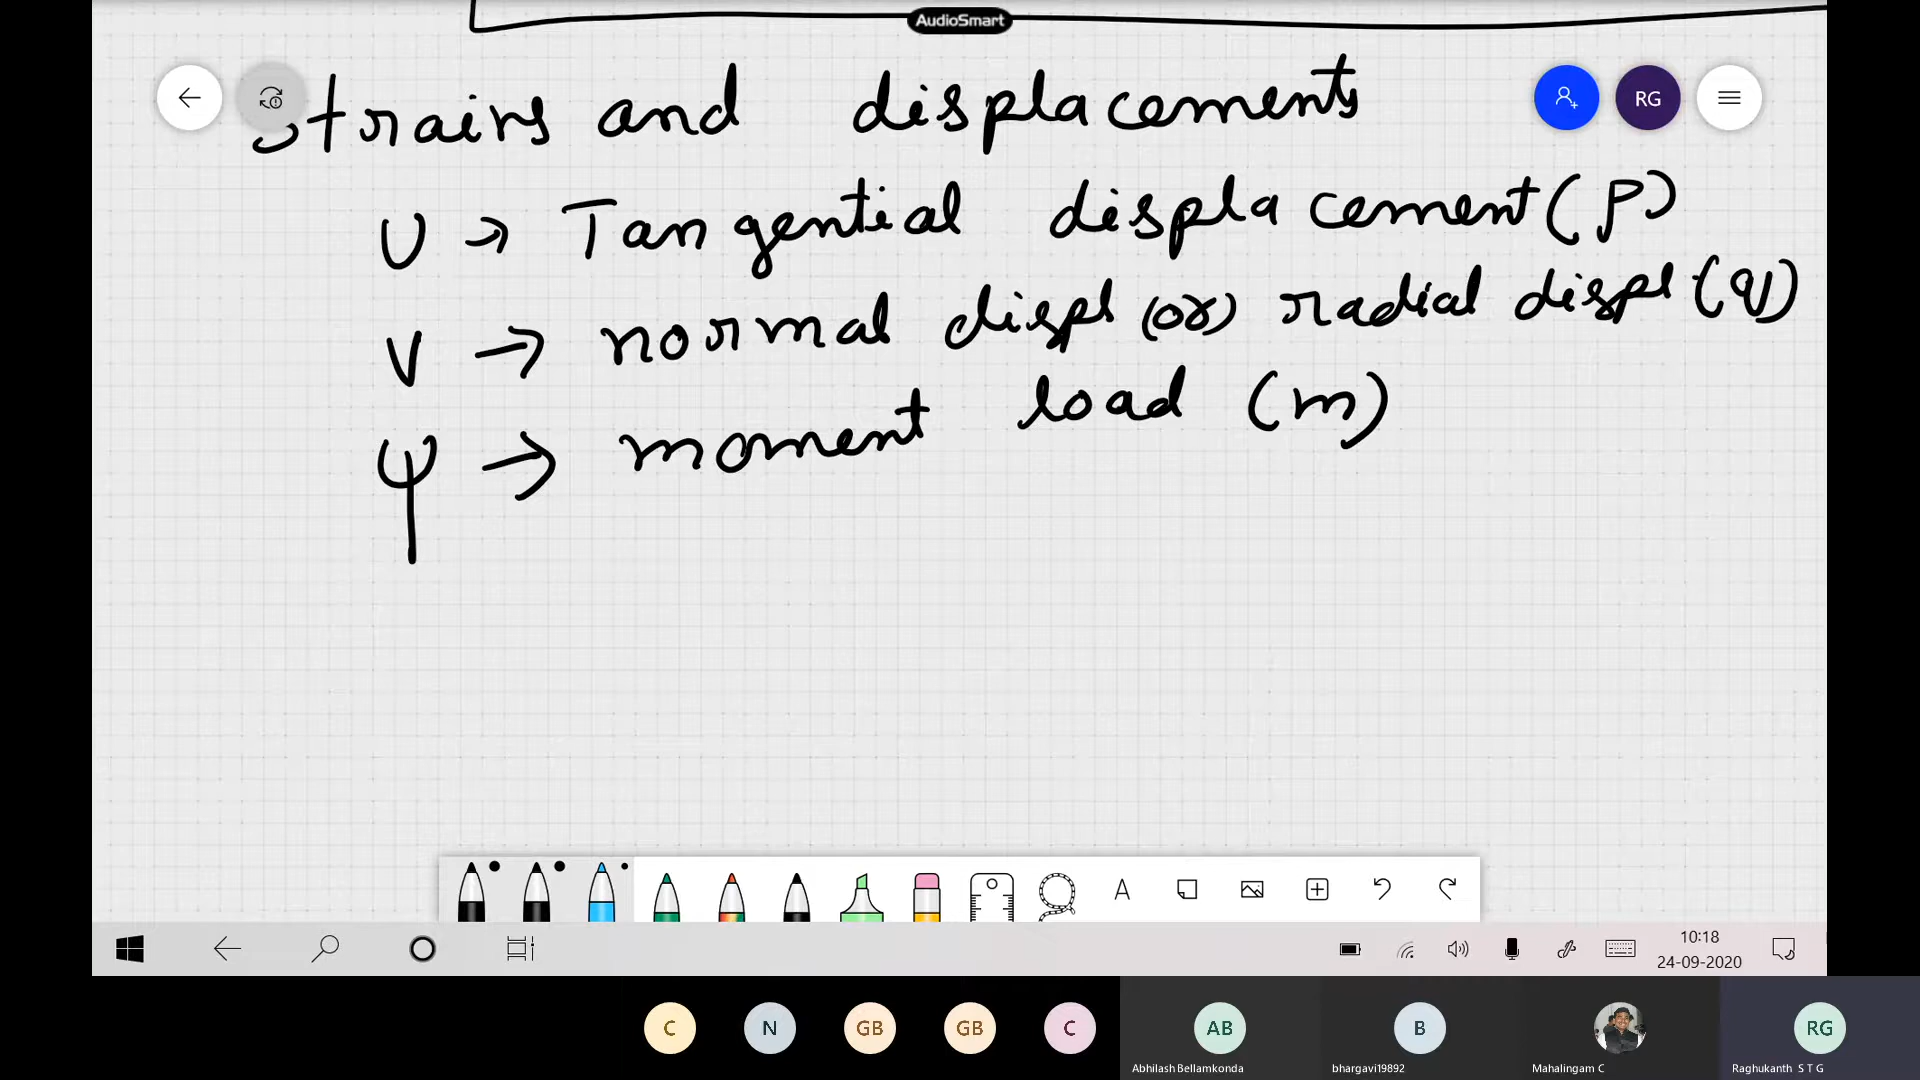 AudioSmart
Strains and displacements
RG
U → Tangential displacement (p)
V → normal displ (or) radial displ (q)
ψ → moment load (m)
A
10:18
24-09-2020
C N GB GB C AB B RG
Abhilash Bellamkonda bhargavi19892 Mahalingam C Raghukanth S T G